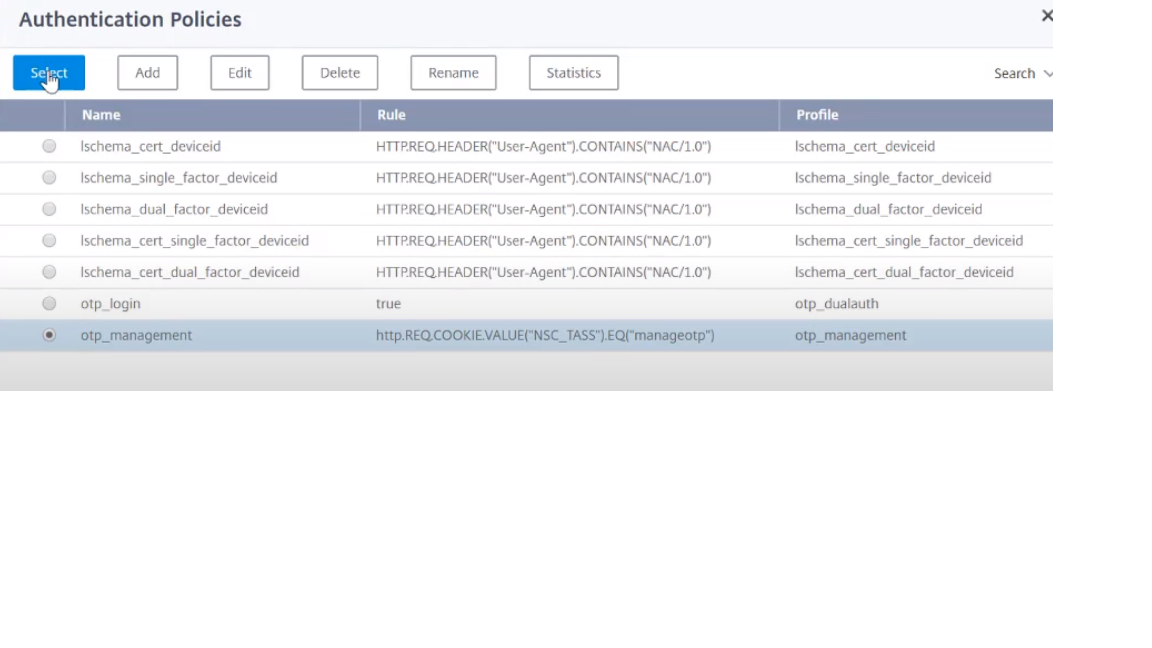 Authentication Policies
Select Add Edit Delete Rename Statistics Search
Name Rule Profile
lschema_cert_deviceid HTTP.REQ.HEADER("User-Agent").CONTAINS("NAC/1.0") lschema_cert_deviceid
lschema_single_factor_deviceid HTTP.REQ.HEADER("User-Agent").CONTAINS("NAC/1.0") lschema_single_factor_deviceid
lschema_dual_factor_deviceid HTTP.REQ.HEADER("User-Agent").CONTAINS("NAC/1.0") lschema_dual_factor_deviceid
lschema_cert_single_factor_deviceid HTTP.REQ.HEADER("User-Agent").CONTAINS("NAC/1.0") lschema_cert_single_factor_deviceid
lschema_cert_dual_factor_deviceid HTTP.REQ.HEADER("User-Agent").CONTAINS("NAC/1.0") lschema_cert_dual_factor_deviceid
otp_login true otp_dualauth
otp_management http.REQ.COOKIE.VALUE("NSC_TASS").EQ("manageotp") otp_management